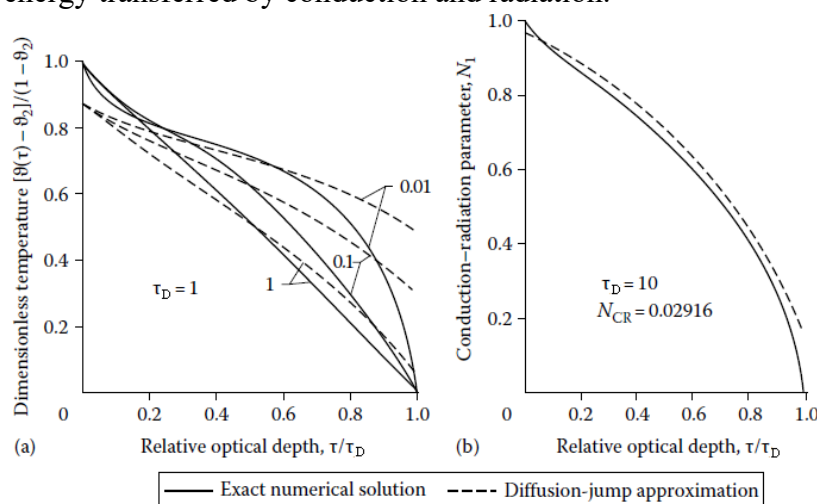 energy transferred by conduction and radiation.
Dimensionless temperature [ϑ(τ) – ϑ2]/(1 – ϑ2)
1.0
0.8
0.6
0.4
0.2
0
0.2
0.4
0.6
0.8
1.0
0.01
0.1
1
τD = 1
(a)
Relative optical depth, τ/τD
Conduction–radiation parameter, N1
1.0
0.8
0.6
0.4
0.2
0
0.2
0.4
0.6
0.8
1.0
τD = 10
NCR = 0.02916
(b)
Relative optical depth, τ/τD
Exact numerical solution
Diffusion-jump approximation